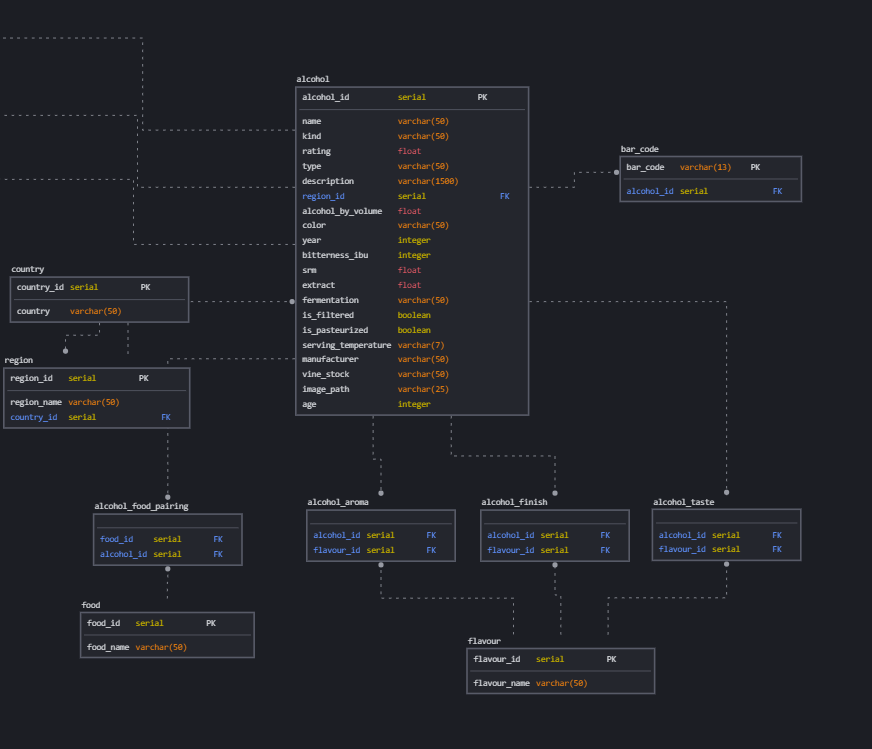 alcohol
alcohol_id serial PK
name varchar(50)
kind varchar(50)
rating float
type varchar(50)
description varchar(1500)
region_id serial FK
alcohol_by_volume float
color varchar(50)
year integer
bitterness_ibu integer
srm float
extract float
fermentation varchar(50)
is_filtered boolean
is_pasteurized boolean
serving_temperature varchar(7)
manufacturer varchar(50)
vine_stock varchar(50)
image_path varchar(25)
age integer
bar_code
bar_code varchar(13) PK
alcohol_id serial FK
country
country_id serial PK
country varchar(50)
region
region_id serial PK
region_name varchar(50)
country_id serial FK
alcohol_food_pairing
food_id serial FK
alcohol_id serial FK
alcohol_aroma
alcohol_id serial FK
flavour_id serial FK
alcohol_finish
alcohol_id serial FK
flavour_id serial FK
alcohol_taste
alcohol_id serial FK
flavour_id serial FK
food
food_id serial PK
food_name varchar(50)
flavour
flavour_id serial PK
flavour_name varchar(50)